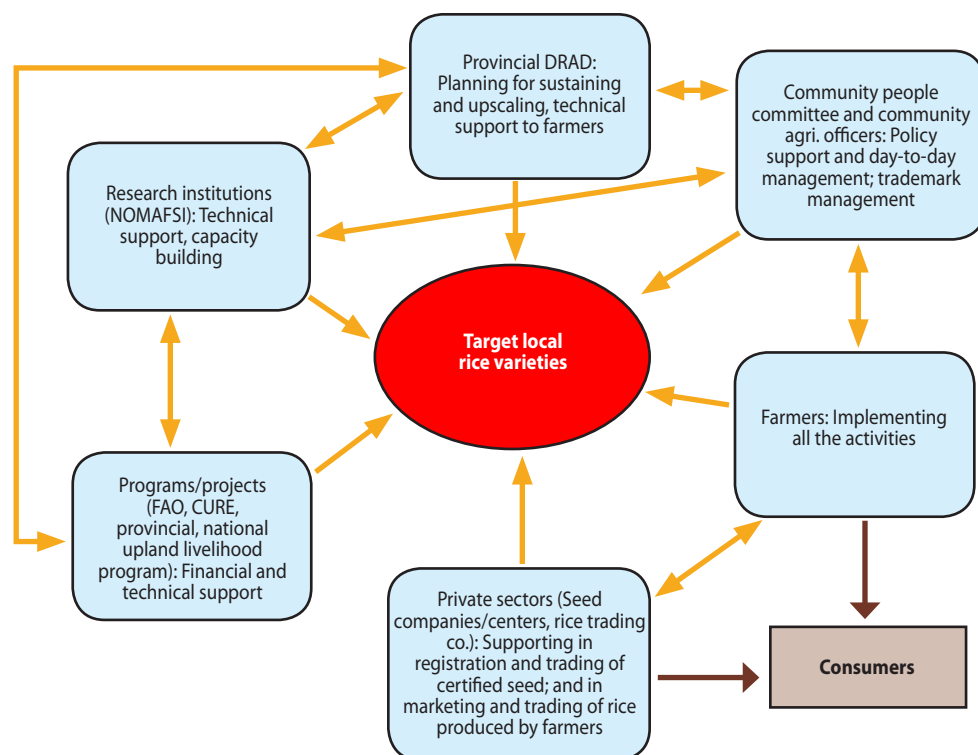 Provincial DRAD:
Planning for sustaining
and upscaling, technical
support to farmers
Community people
committee and community
agri. officers: Policy
support and day-to-day
management; trademark
management
Research institutions
(NOMAFSI): Technical
support, capacity
building
Target local
rice varieties
Farmers: Implementing
all the activities
Programs/projects
(FAO, CURE,
provincial, national
upland livelihood
program): Financial and
technical support
Private sectors (Seed
companies/centers, rice trading
co.): Supporting in
registration and trading of
certified seed; and in
marketing and trading of rice
produced by farmers
Consumers